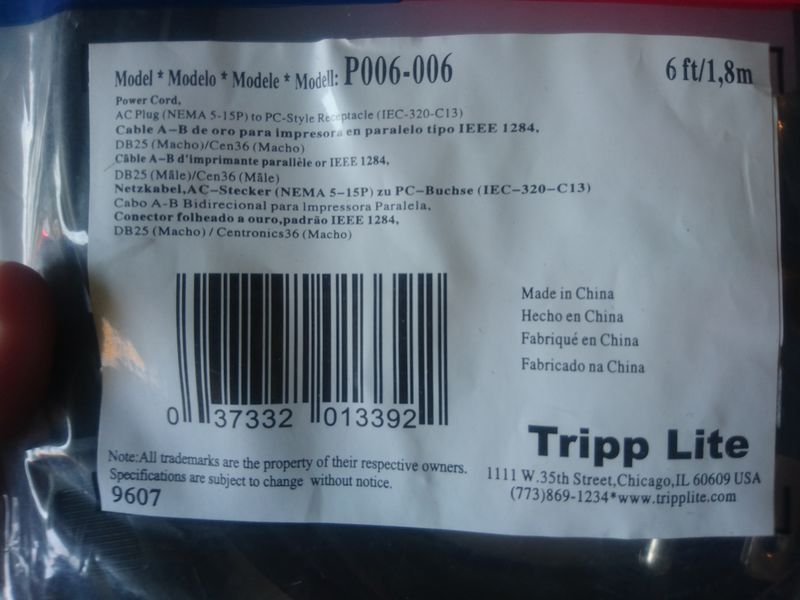 Model * Modelo * Modele * Modell: P006-006 6 ft/1,8m
Power Cord,
AC Plug (NEMA 5-15P) to PC-Style Receptacle (IEC-320-C13)
Cable A-B de oro para impresora en paralelo tipo IEEE 1284,
DB25 (Macho)/Cen36 (Macho)
Câble A-B d'imprimante parallèle or IEEE 1284,
DB25 (Mâle)/Cen36 (Mâle)
Netzkabel,AC-Stecker (NEMA 5-15P) zu PC-Buchse (IEC-320-C13)
Cabo A-B Bidirecional para Impressora Paralela,
Conector folheado a ouro,padrão IEEE 1284,
DB25 (Macho) / Centronics36 (Macho)
Made in China
Hecho en China
Fabriqué en China
Fabricado na China
0 37332 013392
Note:All trademarks are the property of their respective owners.
Specifications are subject to change without notice.
9607
Tripp Lite
1111 W.35th Street,Chicago,IL 60609 USA
(773)869-1234*www.tripplite.com